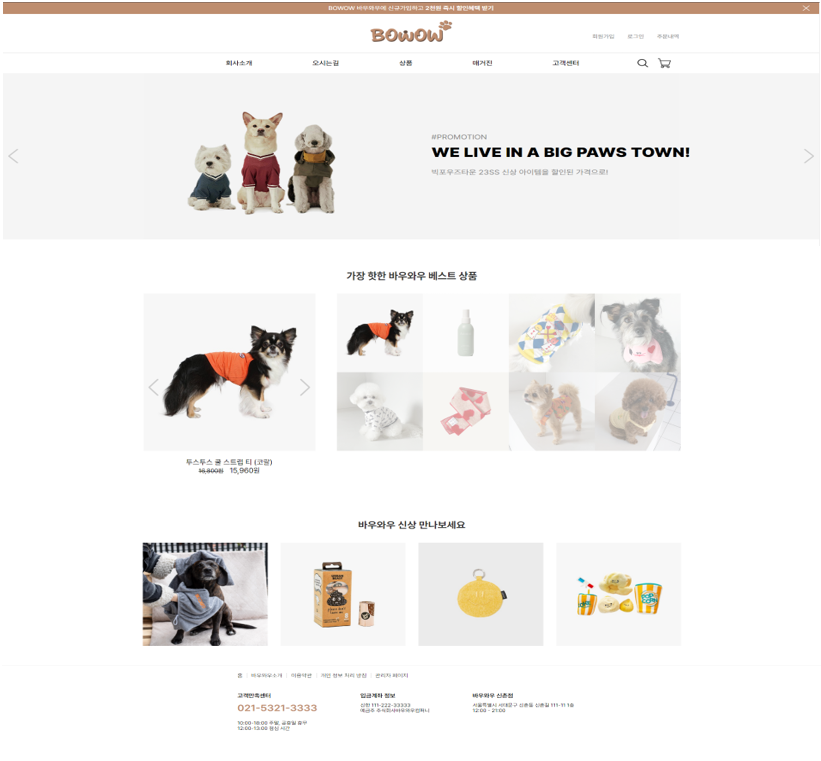 BOWOW 바우와우에 신규가입하고 2천원 즉시 할인혜택 받기
BOWOW
회원가입 로그인 주문내역
회사소개 오시는길 상품 매거진 고객센터
#PROMOTION
WE LIVE IN A BIG PAWS TOWN!
빅포우즈타운 23SS 신상 아이템을 할인된 가격으로!
가장 핫한 바우와우 베스트 상품
투스투스 쿨 스트랩 티 (코랄)
16,800원 15,960원
바우와우 신상 만나보세요
홈 | 바우와우소개 | 이용약관 | 개인 정보 처리 방침 | 관리자 페이지
고객만족센터 입금계좌 정보 바우와우 신촌점
021-5321-3333
신한 111-222-33333
예금주 주식회사바우와우컴퍼니
서울특별시 서대문구 신촌동 신촌길 111-11 1층
12:00 - 21:00
10:00-18:00 주말, 공휴일 휴무
12:00-13:00 점심 시간